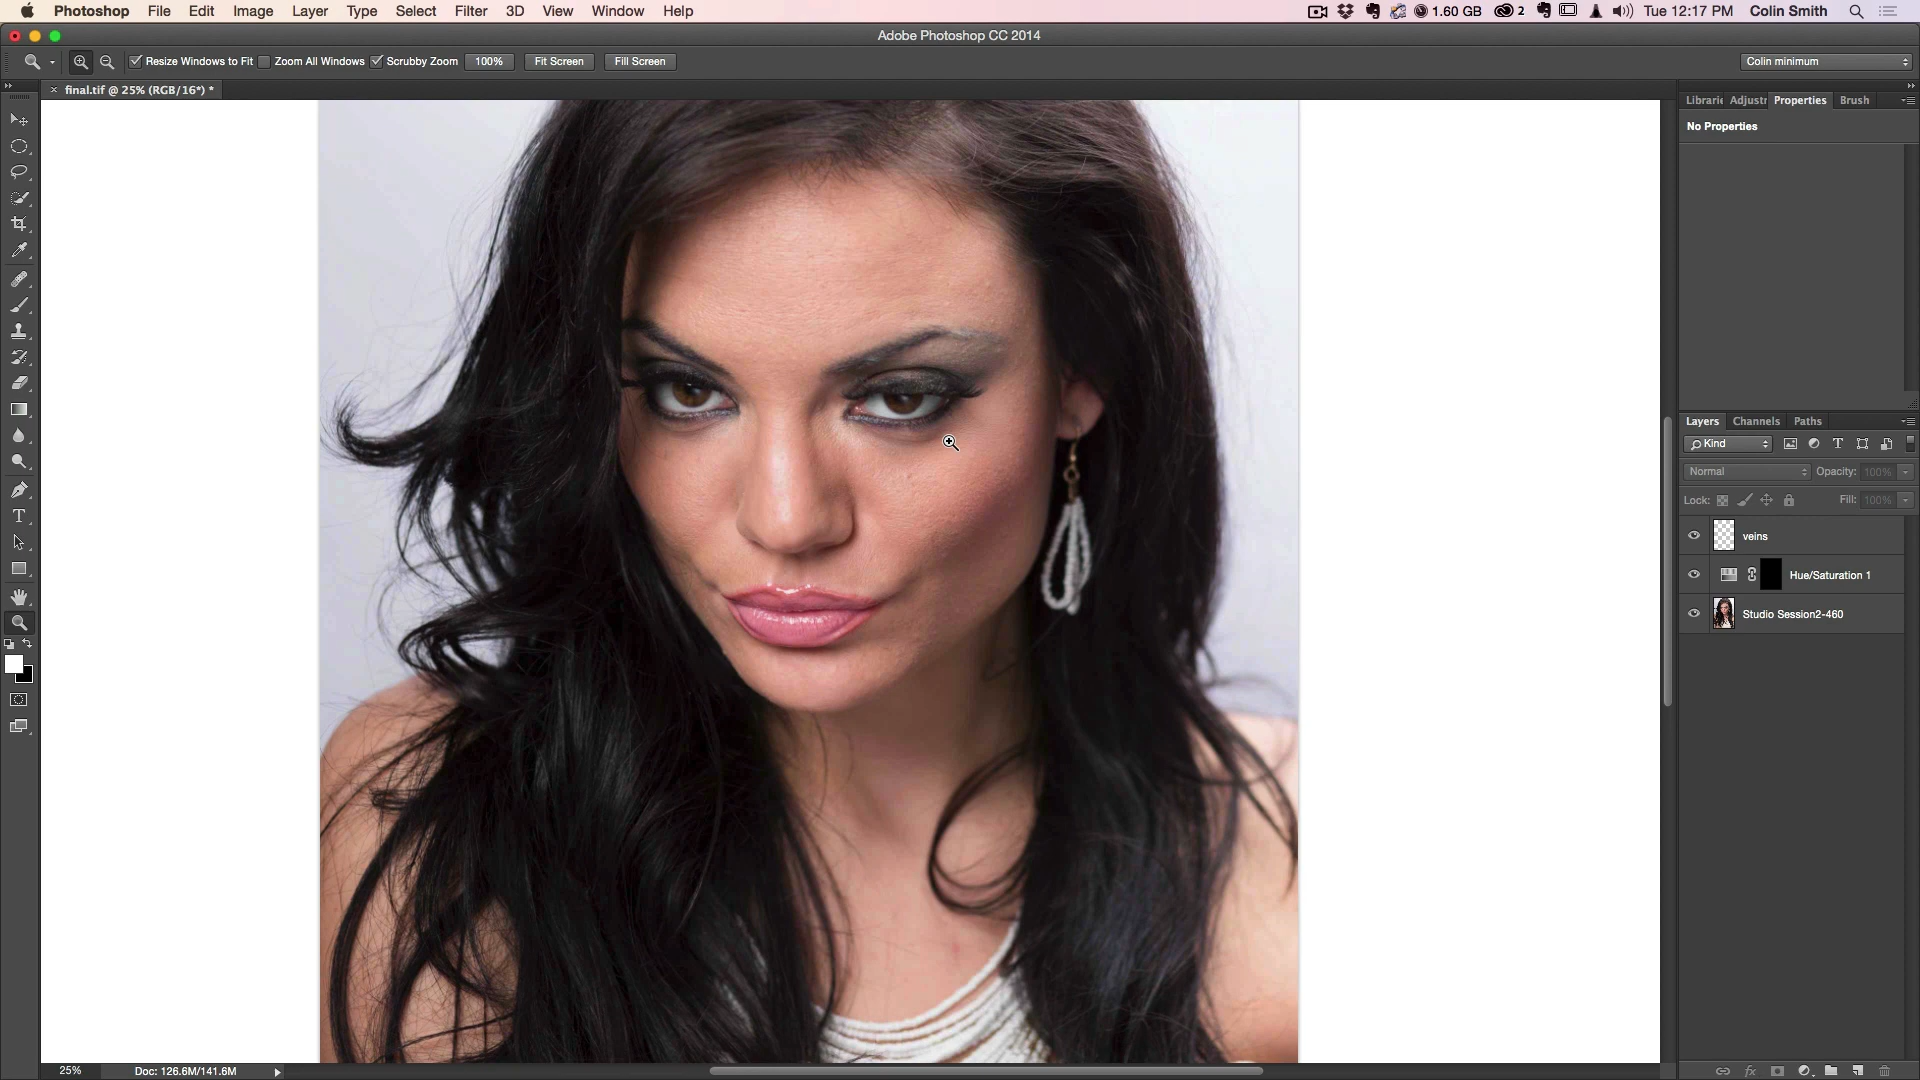 Photoshop File Edit Image Layer Type Select Filter 3D View Window Help 1.60 GB 2 Tue 12:17 PM Colin Smith
Adobe Photoshop CC 2014
Resize Windows to Fit Zoom All Windows Scrubby Zoom 100% Fit Screen Fill Screen Colin minimum
× final.tif @ 25% (RGB/16*) *
Librarie Adjustr Properties Brush
No Properties
Layers Channels Paths
Kind
Normal Opacity: 100%
Lock: Fill: 100%
veins
Hue/Saturation 1
Studio Session2-460
25% Doc: 126.6M/141.6M